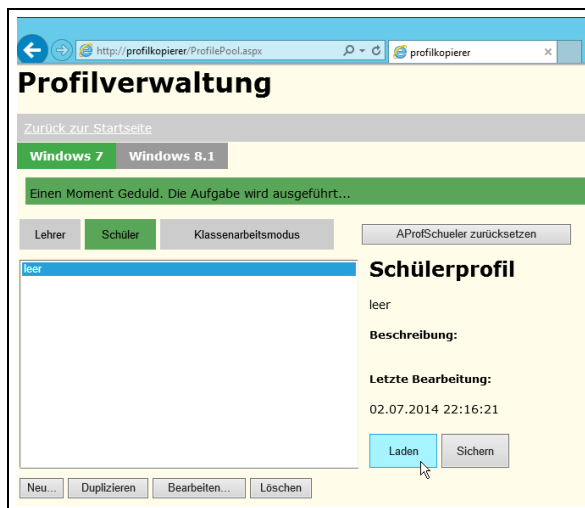 http://profilkopierer/ProfilePool.aspx
profilkopierer
Profilverwaltung
Zurück zur Startseite
Windows 7 Windows 8.1
Einen Moment Geduld. Die Aufgabe wird ausgeführt...
Lehrer Schüler Klassenarbeitsmodus AProfSchueler zurücksetzen
leer
Schülerprofil
leer
Beschreibung:
Letzte Bearbeitung:
02.07.2014 22:16:21
Laden Sichern
Neu... Duplizieren Bearbeiten... Löschen